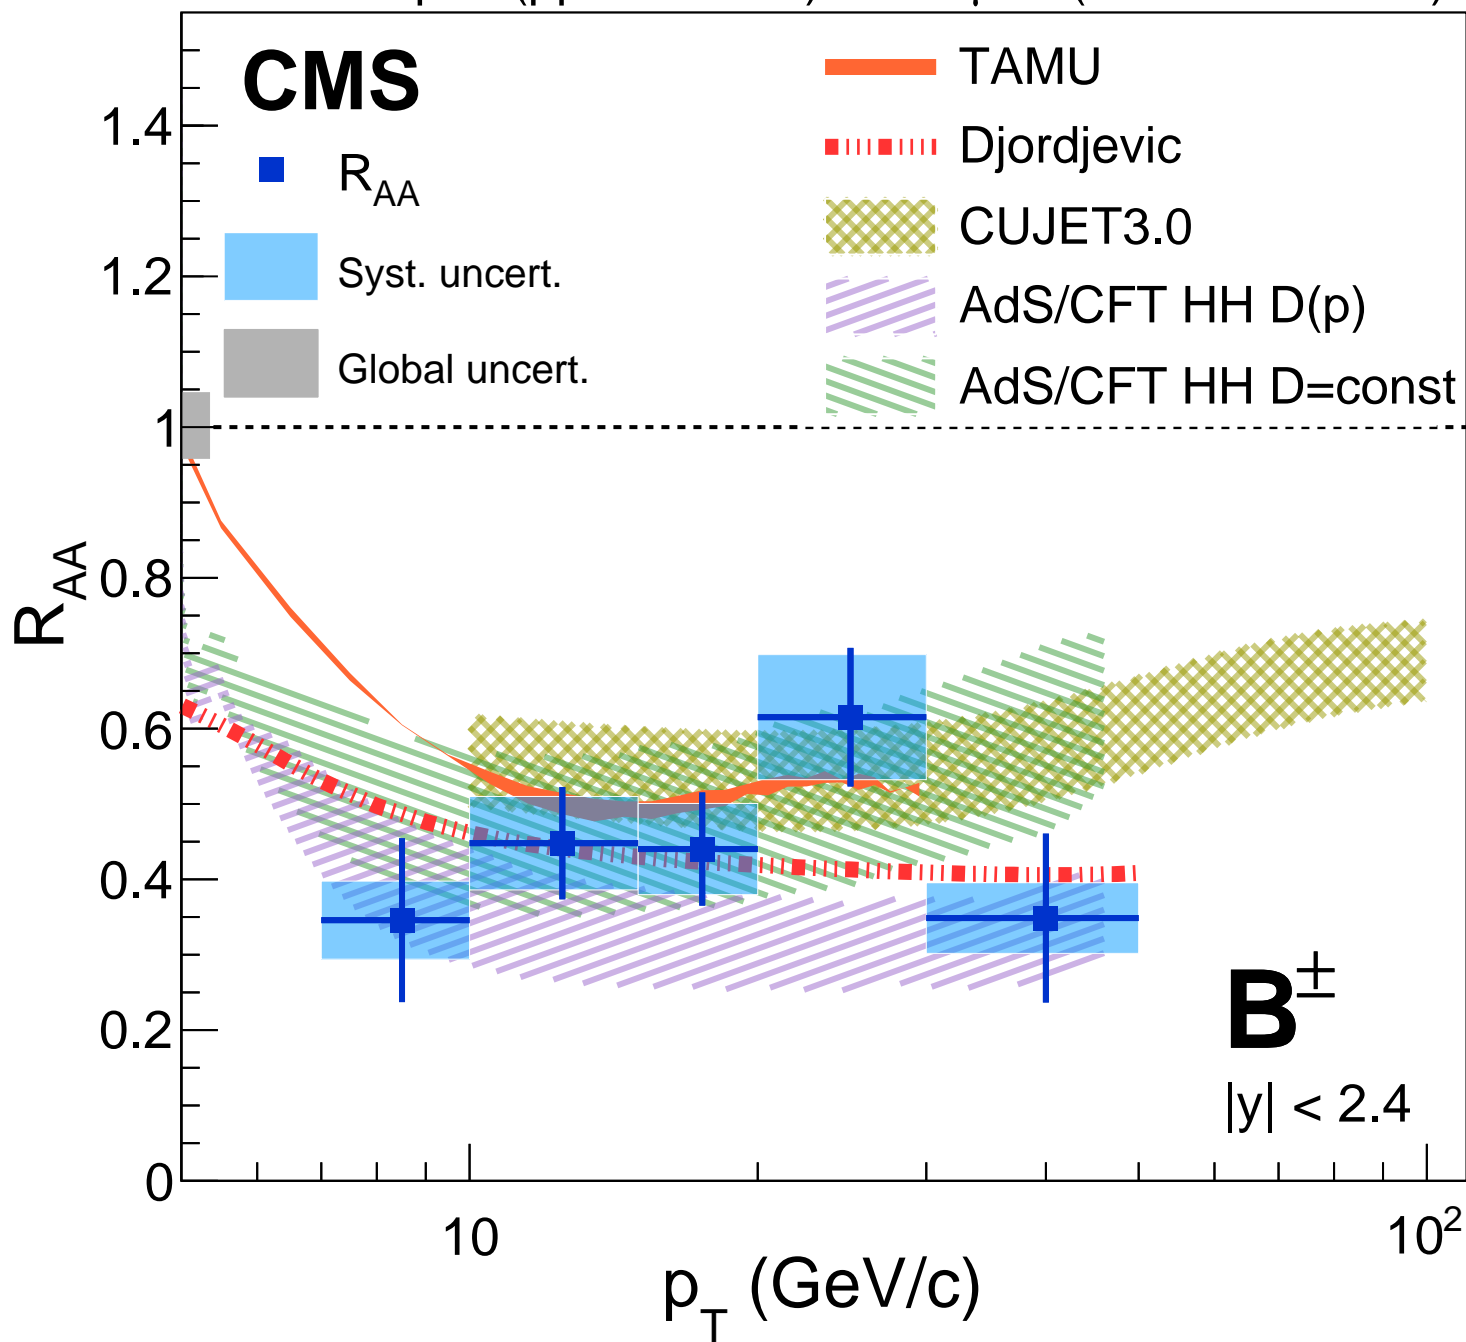 CMS
R_AA
Syst. uncert.
Global uncert.
TAMU
Djordjevic
CUJET3.0
AdS/CFT HH D(p)
AdS/CFT HH D=const
1.4
1.2
1
0.8
0.6
0.4
0.2
0
R_AA
B^±
|y| < 2.4
10
10²
p_T (GeV/c)